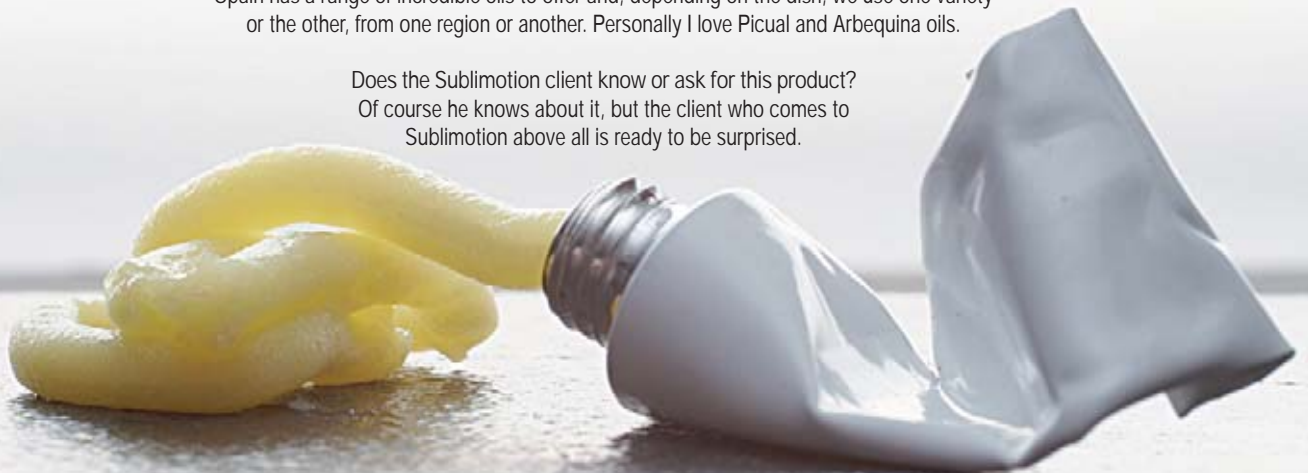 Spain has a range of incredible oils to offer and, depending on the dish, we use one variety
or the other, from one region or another. Personally I love Picual and Arbequina oils.
Does the Sublimotion client know or ask for this product?
Of course he knows about it, but the client who comes to
Sublimotion above all is ready to be surprised.